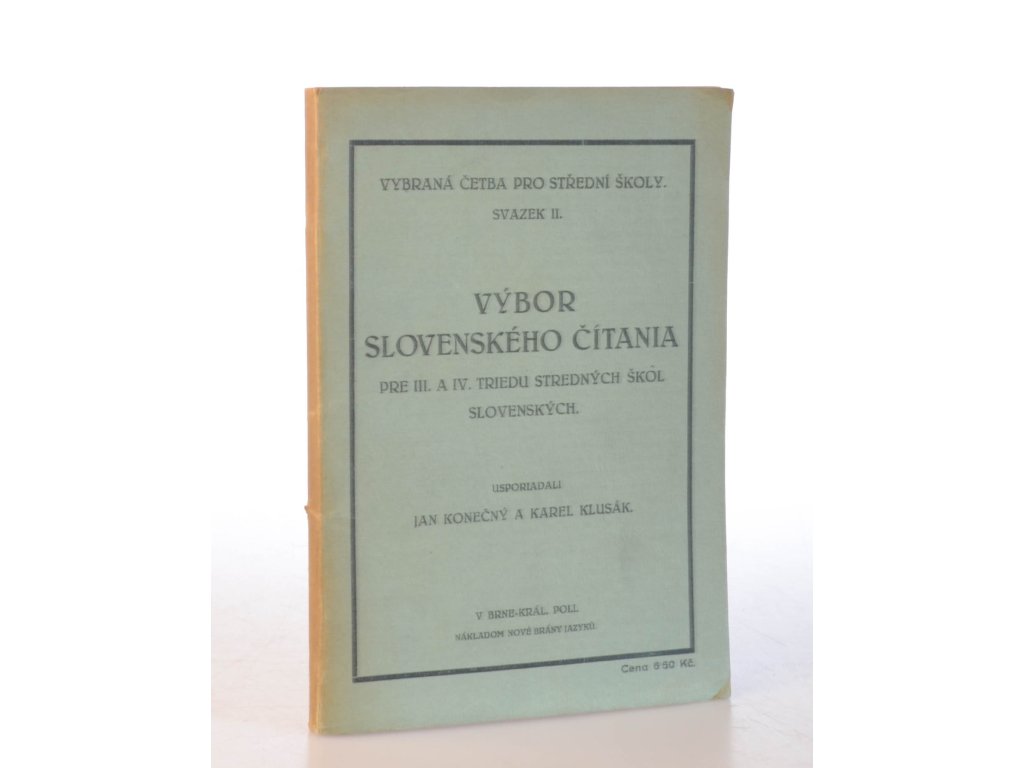 VYBRANÁ ČETBA PRO STŘEDNÍ ŠKOLY.
SVAZEK II.
VÝBOR
SLOVENSKÉHO ČÍTANIA
PRE III. A IV. TRIEDU STREDNÝCH ŠKÔL
SLOVENSKÝCH.
USPORIADALI
JAN KONEČNÝ A KAREL KLUSÁK.
V BRNE-KRÁL. POLI.
NÁKLADOM NOVÉ BRÁNY JAZYKŮ.
Cena 6·50 Kč.